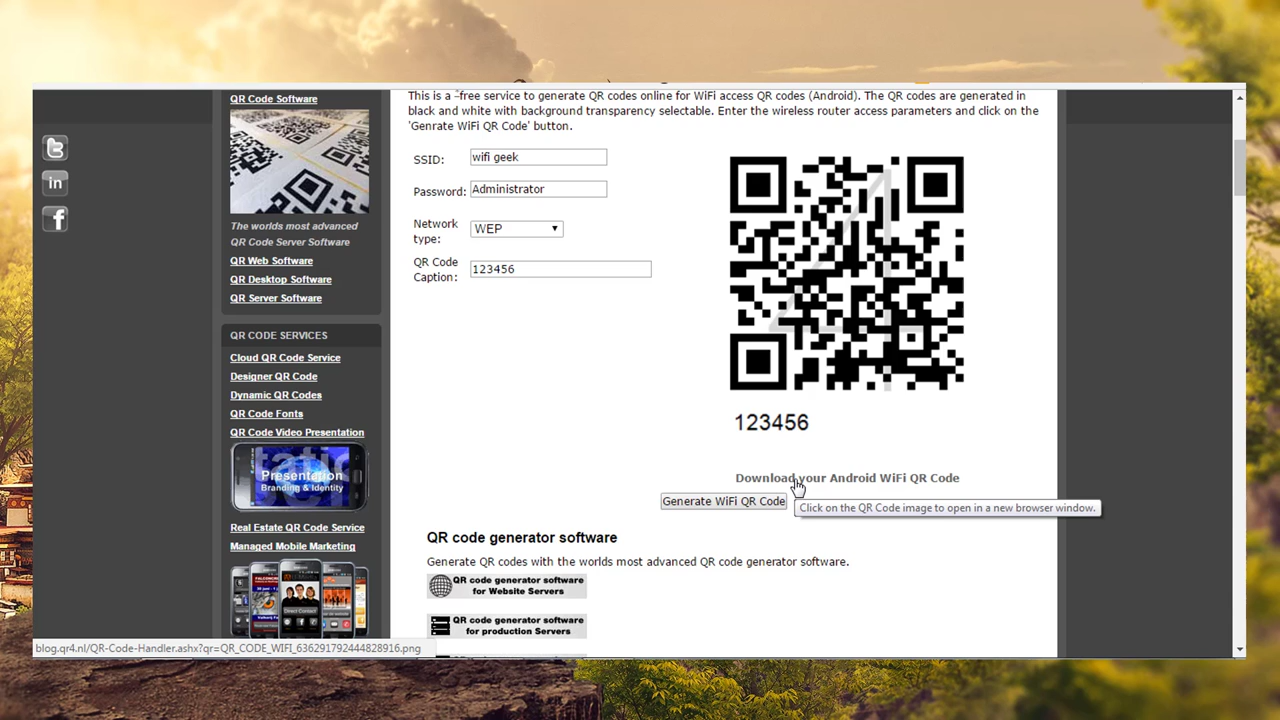 QR Code Software
The worlds most advanced
QR Code Server Software
QR Web Software
QR Desktop Software
QR Server Software
QR CODE SERVICES
Cloud QR Code Service
Designer QR Code
Dynamic QR Codes
QR Code Fonts
QR Code Video Presentation
Presentation
Branding & Identity
Real Estate QR Code Service
Managed Mobile Marketing
This is a free service to generate QR codes online for WiFi access QR codes (Android). The QR codes are generated in
black and white with background transparency selectable. Enter the wireless router access parameters and click on the
'Genrate WiFi QR Code' button.
SSID: wifi geek
Password: Administrator
Network
type: WEP
QR Code
Caption: 123456
123456
Download your Android WiFi QR Code
Generate WiFi QR Code
Click on the QR Code image to open in a new browser window.
QR code generator software
Generate QR codes with the worlds most advanced QR code generator software.
QR code generator software
for Website Servers
QR code generator software
for production Servers
blog.qr4.nl/QR-Code-Handler.ashx?qr=QR_CODE_WIFI_636291792444828916.png